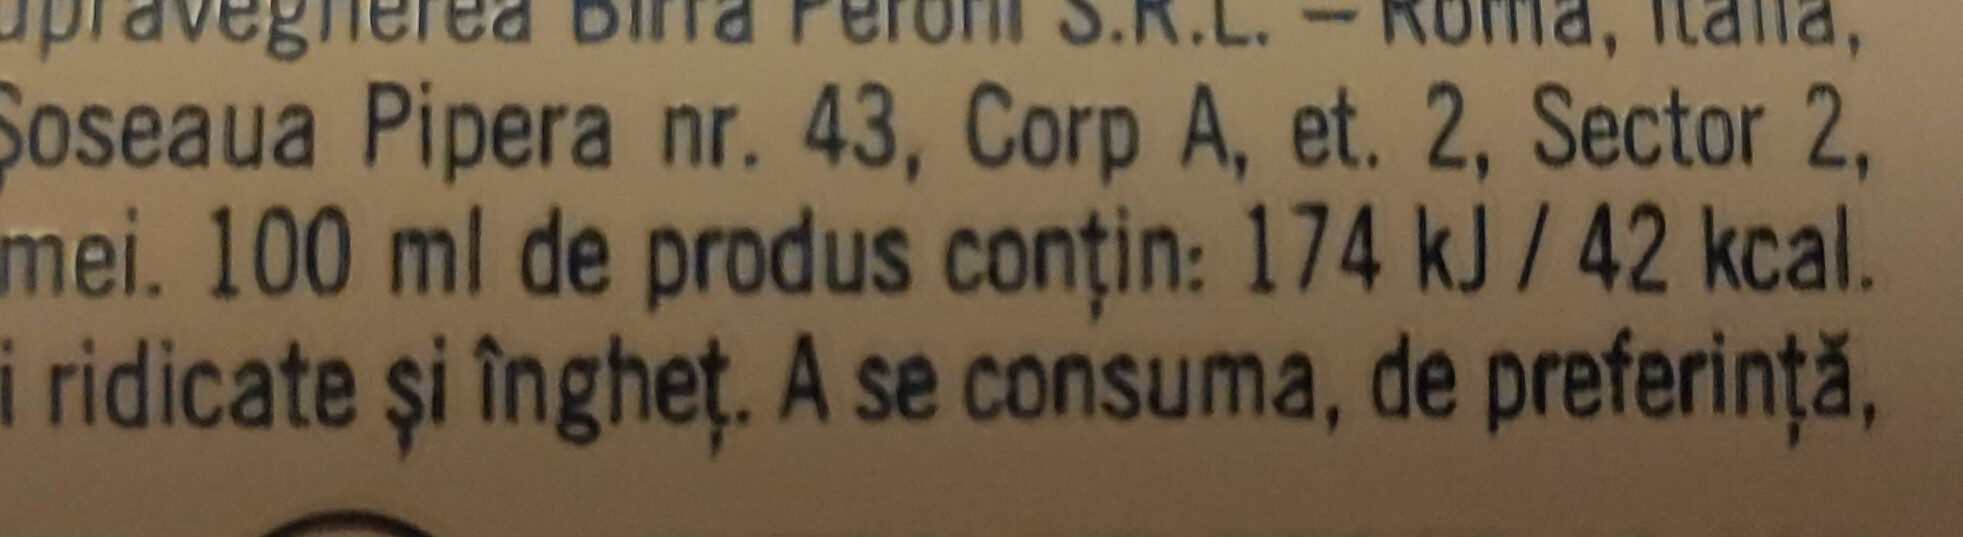 upravegherea Birra Peroni S.R.L. – Roma, Italia,
Șoseaua Pipera nr. 43, Corp A, et. 2, Sector 2,
mei. 100 ml de produs conțin: 174 kJ / 42 kcal.
i ridicate și îngheț. A se consuma, de preferință,